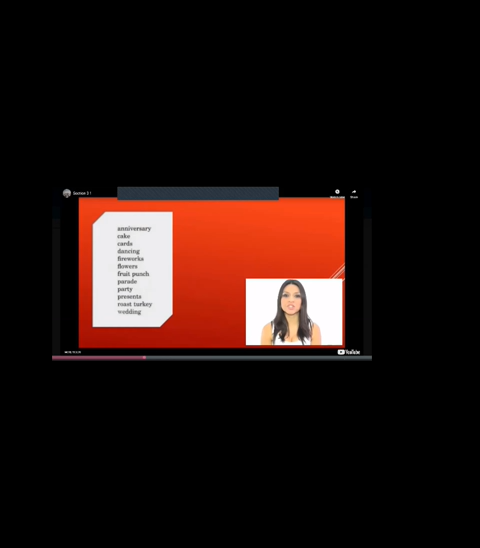 anniversary
cake
cards
dancing
fireworks
flowers
fruit punch
parade
party
presents
roast turkey
wedding
YouTube